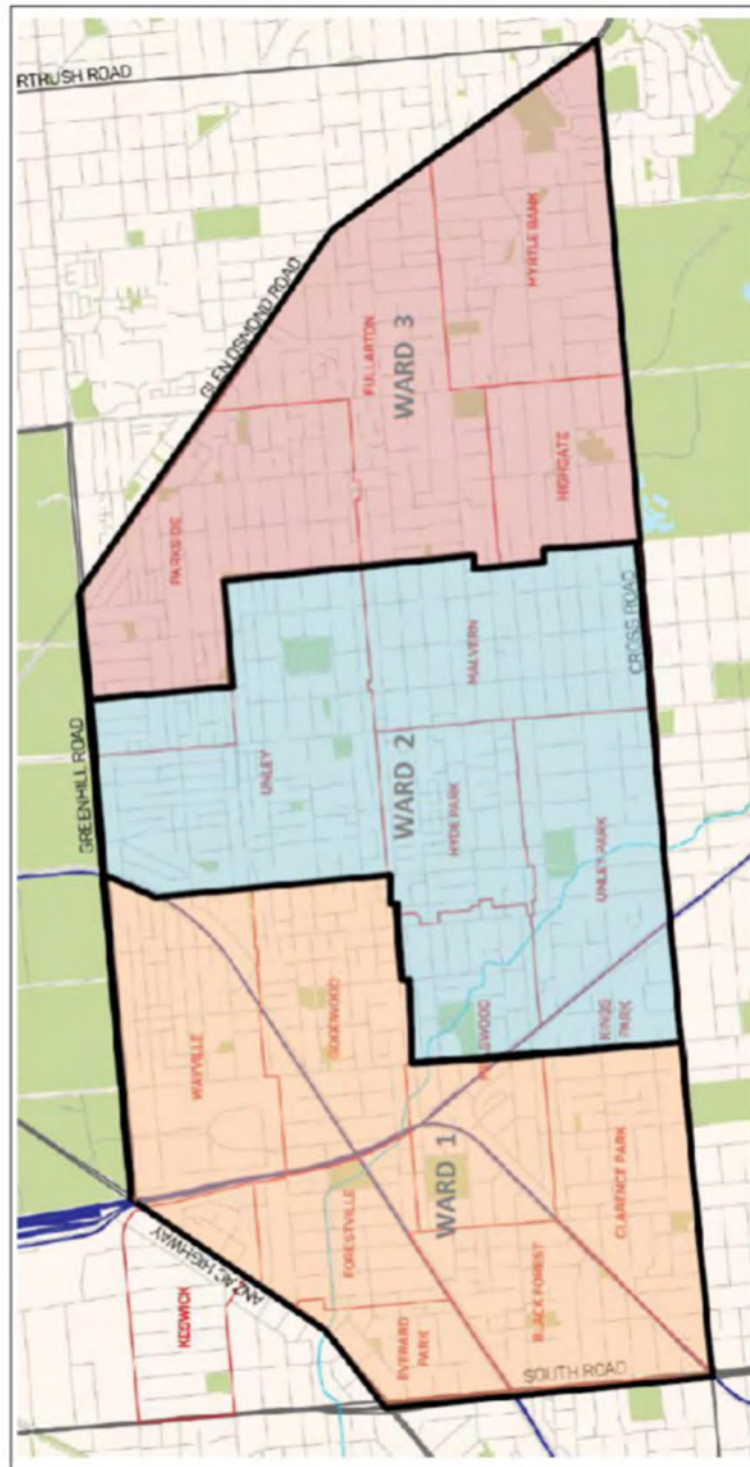 RTRUSH ROAD
GLEN OSMOND ROAD
MYRTLE BANK
FULLARTON
WARD 3
HIGHGATE
PARKSIDE
GREENHILL ROAD
CROSS ROAD
MALVERN
UNLEY
WARD 2
HYDE PARK
UNLEY PARK
KINGS
PARK
GOODWOOD
WAYVILLE
WARD 1
CLARENCE PARK
FORESTVILLE
BLACK FOREST
EVERARD
PARK
SOUTH ROAD
ANZAC HIGHWAY
KESWICK